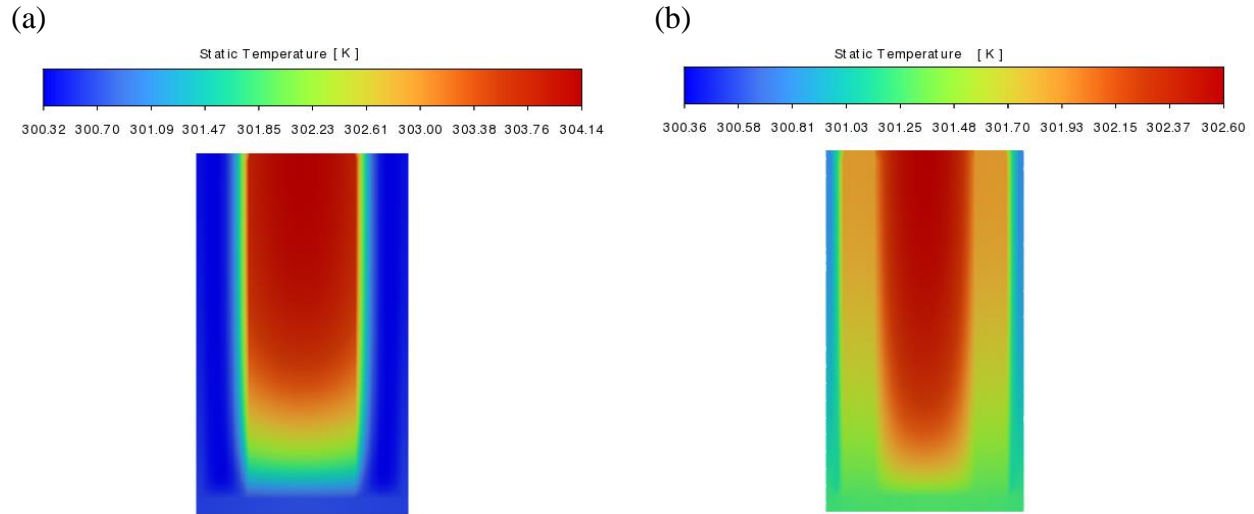 (a)
(b)
Static Temperature [ K ]
300.32 300.70 301.09 301.47 301.85 302.23 302.61 303.00 303.38 303.76 304.14
Static Temperature [ K ]
300.36 300.58 300.81 301.03 301.25 301.48 301.70 301.93 302.15 302.37 302.60